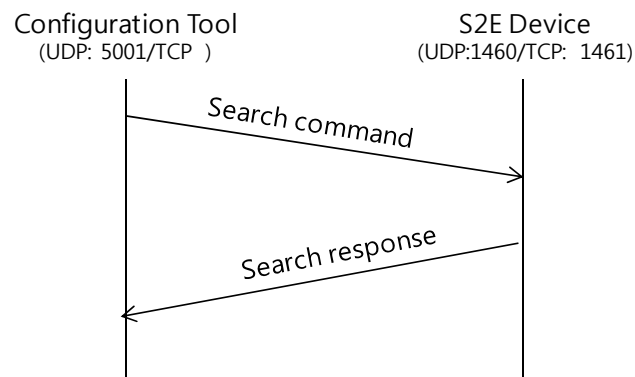 Configuration Tool
(UDP: 5001/TCP )
S2E Device
(UDP:1460/TCP: 1461)
Search command
Search response